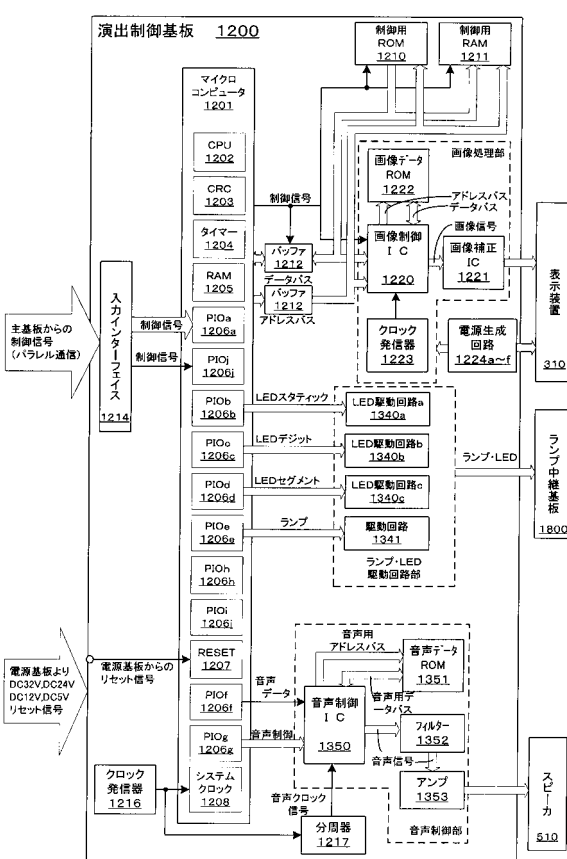 演出制御基板 1200
制御用
ROM
1210
制御用
RAM
1211
マイクロ
コンピュータ
1201
CPU
1202
CRC
1203
タイマー
1204
RAM
1205
PIOa
1206a
PIOj
1206j
PIOb
1206b
PIOc
1206c
PIOd
1206d
PIOe
1206e
PIOh
1206h
PIOi
1206i
RESET
1207
PIOf
1206f
PIOg
1206g
システム
クロック
1208
制御信号
バッファ
1212
データバス
バッファ
1212
アドレスバス
画像処理部
画像データ
ROM
1222
アドレスバス
データバス
画像信号
画像制御
IC
1220
画像補正
IC
1221
クロック
発信器
1223
電源生成
回路
1224a～f
表示装置
310
主基板からの
制御信号
(パラレル通信)
入力インターフェイス
1214
制御信号
制御信号
LEDスタティック
LEDデジット
LEDセグメント
ランプ
LED駆動回路a
1340a
LED駆動回路b
1340b
LED駆動回路c
1340c
駆動回路
1341
ランプ・LED
駆動回路部
ランプ・LED
ランプ中継基板
1800
電源基板より
DC32V,DC24V
DC12V,DC5V
リセット信号
電源基板からの
リセット信号
音声
データ
音声制御
音声用
アドレスバス
音声データ
ROM
1351
音声用デ
ータバス
音声制御
IC
1350
フィルター
1352
音声信号
アンプ
1353
音声制御部
スピーカ
510
クロック
発信器
1216
音声クロック
信号
分周器
1217